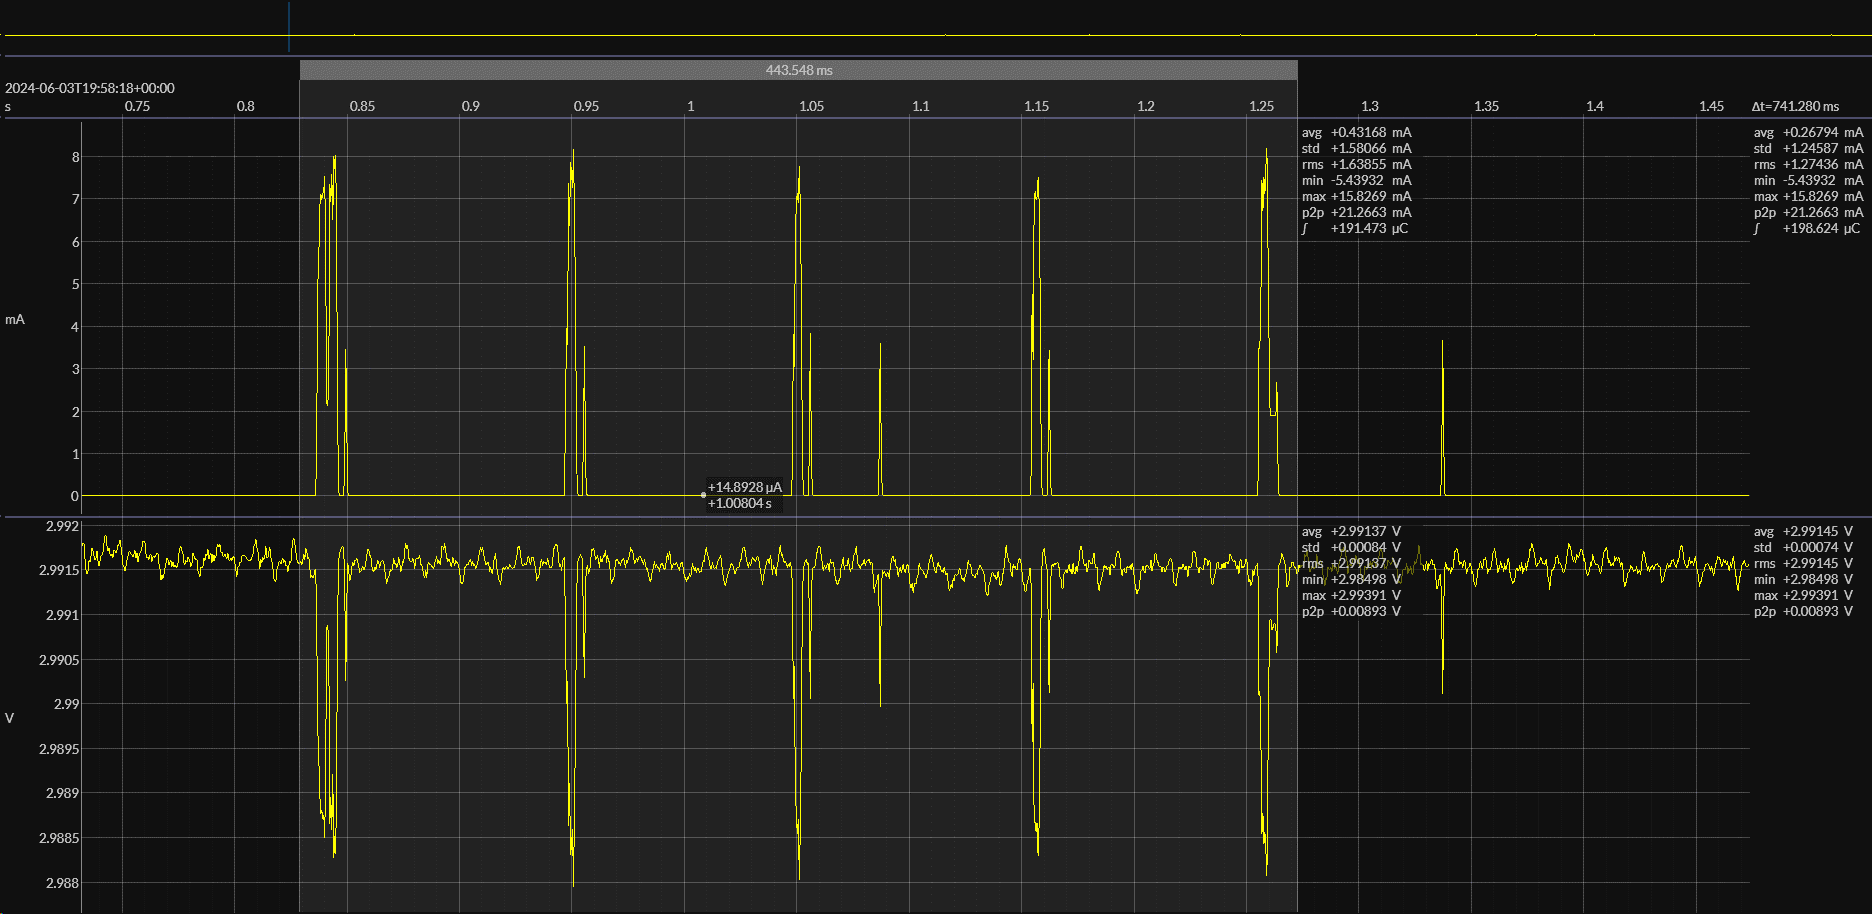 443.548 ms
2024-06-03T19:58:18+00:00
s 0.75 0.8 0.85 0.9 0.95 1 1.05 1.1 1.15 1.2 1.25 1.3 1.35 1.4 1.45 Δt=741.280 ms
avg +0.43168 mA
std +1.58066 mA
rms +1.63855 mA
min -5.43932 mA
max +15.8269 mA
p2p +21.2663 mA
∫ +191.473 µC
avg +0.26794 mA
std +1.24587 mA
rms +1.27436 mA
min -5.43932 mA
max +15.8269 mA
p2p +21.2663 mA
∫ +198.624 µC
8
7
6
5
mA
4
3
2
1
0
+14.8928 µA
+1.00804 s
2.992
2.9915
2.991
2.9905
2.99
V
2.9895
2.989
2.9885
2.988
avg +2.99137 V
std +0.00084 V
rms +2.99137 V
min +2.98498 V
max +2.99391 V
p2p +0.00893 V
avg +2.99145 V
std +0.00074 V
rms +2.99145 V
min +2.98498 V
max +2.99391 V
p2p +0.00893 V